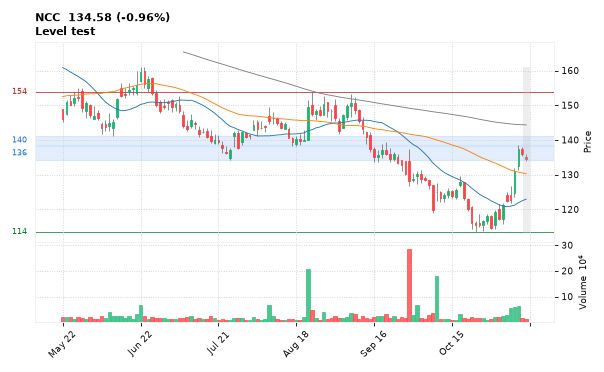 NCC  134.58 (-0.96%)
Level test
154
140
136
114
160
150
140
130
120
Price
30
20
10
Volume 10⁴
May 22
Jun 22
Jul 21
Aug 18
Sep 16
Oct 15